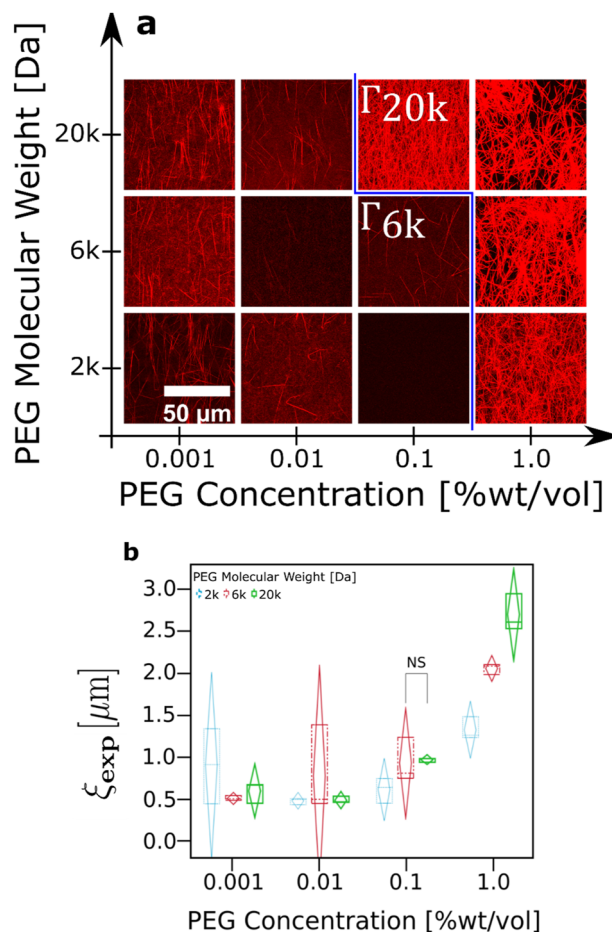 a
PEG Molecular Weight [Da]
20k
6k
2k
Γ20k
Γ6k
50 μm
0.001 0.01 0.1 1.0
PEG Concentration [%wt/vol]
b
PEG Molecular Weight [Da]
2k 6k 20k
NS
ξexp [μm]
3.0
2.5
2.0
1.5
1.0
0.5
0.0
0.001 0.01 0.1 1.0
PEG Concentration [%wt/vol]